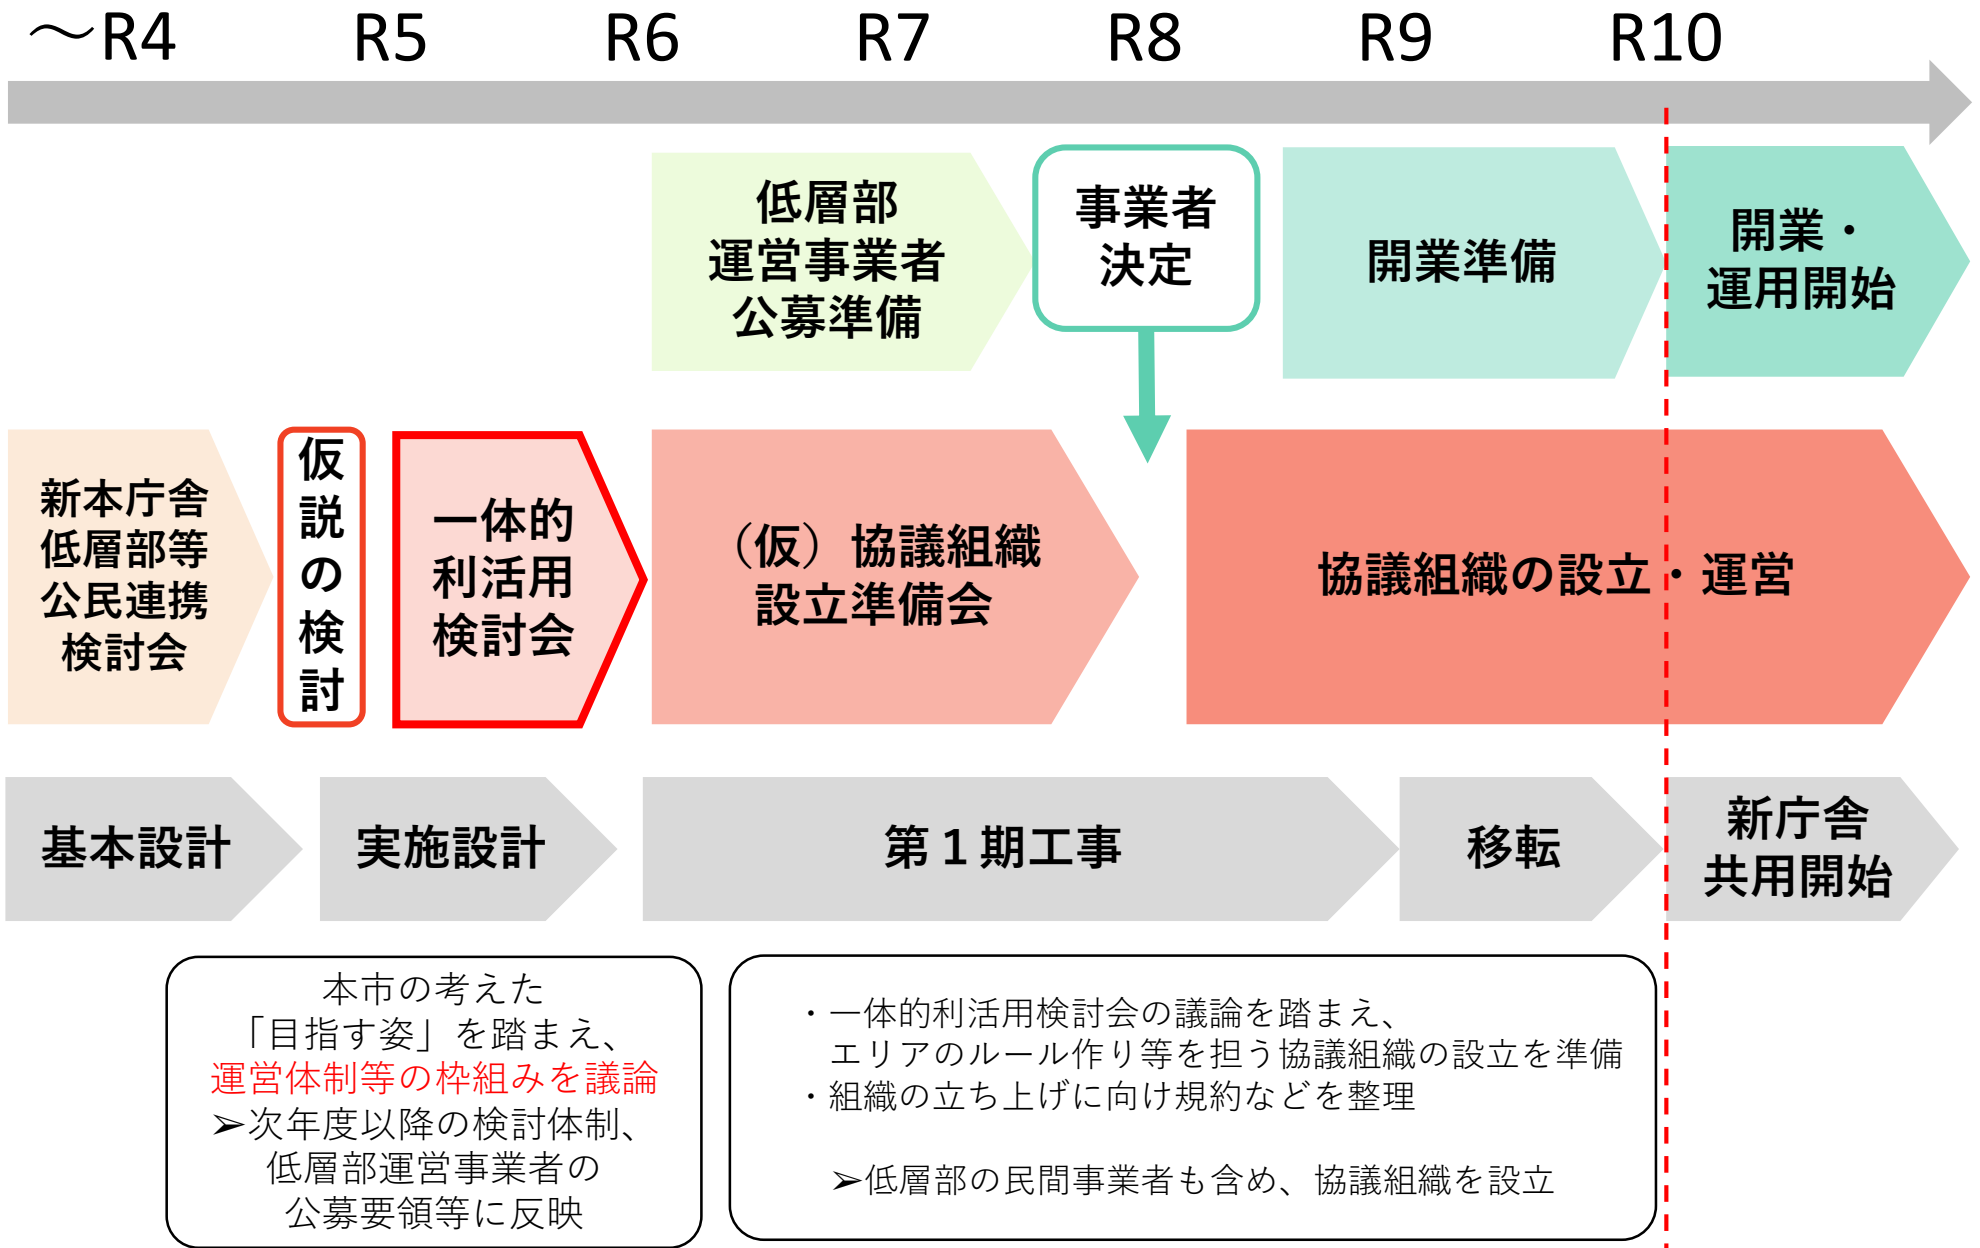 ～R4 R5 R6 R7 R8 R9 R10
低層部
運営事業者
公募準備
事業者
決定
開業準備
開業・
運用開始
新本庁舎
低層部等
公民連携
検討会
仮説の検討
一体的
利活用
検討会
（仮）協議組織
設立準備会
協議組織の設立・運営
基本設計
実施設計
第１期工事
移転
新庁舎
共用開始
本市の考えた
「目指す姿」を踏まえ、
運営体制等の枠組みを議論
➢次年度以降の検討体制、
低層部運営事業者の
公募要領等に反映
・一体的利活用検討会の議論を踏まえ、
エリアのルール作り等を担う協議組織の設立を準備
・組織の立ち上げに向け規約などを整理
➢低層部の民間事業者も含め、協議組織を設立